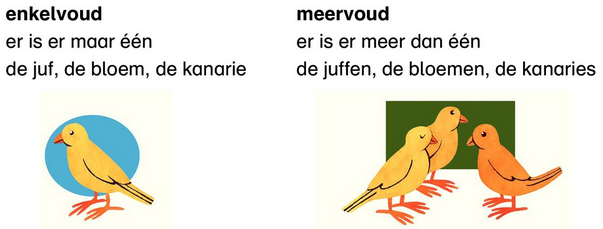 enkelvoud
er is er maar één
de juf, de bloem, de kanarie
meervoud
er is er meer dan één
de juffen, de bloemen, de kanaries